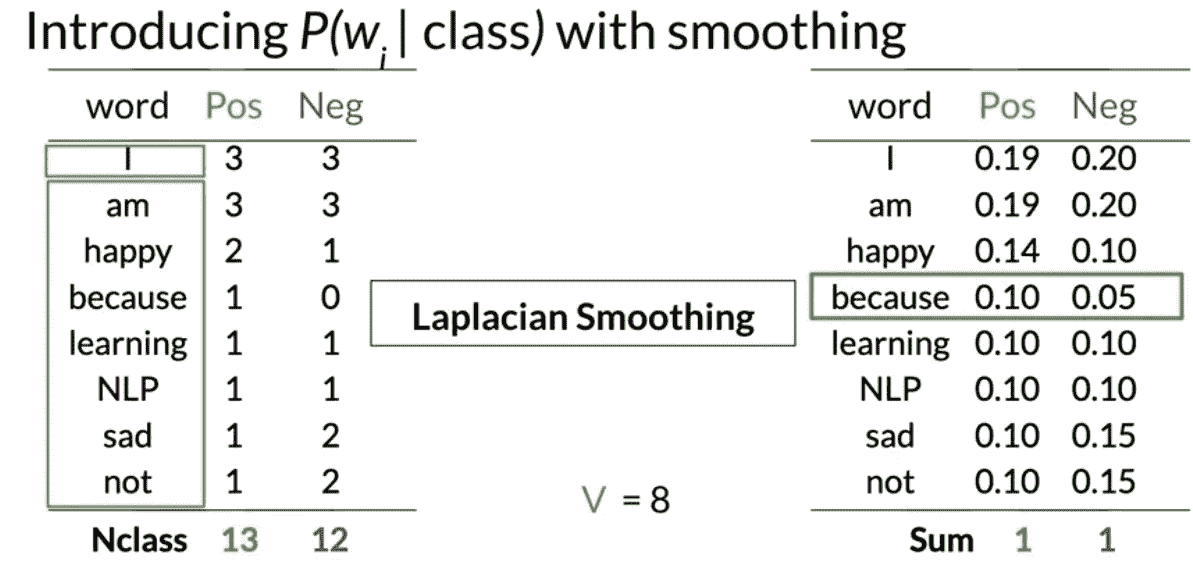 Introducing P(wi | class) with smoothing
word Pos Neg
I 3 3
am 3 3
happy 2 1
because 1 0
learning 1 1
NLP 1 1
sad 1 2
not 1 2
Nclass 13 12
Laplacian Smoothing
V = 8
word Pos Neg
I 0.19 0.20
am 0.19 0.20
happy 0.14 0.10
because 0.10 0.05
learning 0.10 0.10
NLP 0.10 0.10
sad 0.10 0.15
not 0.10 0.15
Sum 1 1